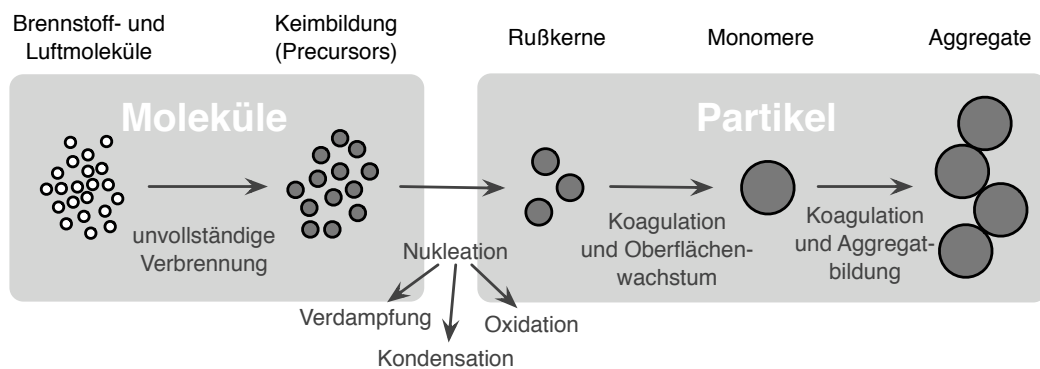 Brennstoff- und
Luftmoleküle
Keimbildung
(Precursors)
Rußkerne
Monomere
Aggregate
Moleküle
Partikel
unvollständige
Verbrennung
Nukleation
Verdampfung
Kondensation
Oxidation
Koagulation
und Oberflächen-
wachstum
Koagulation
und Aggregat-
bildung